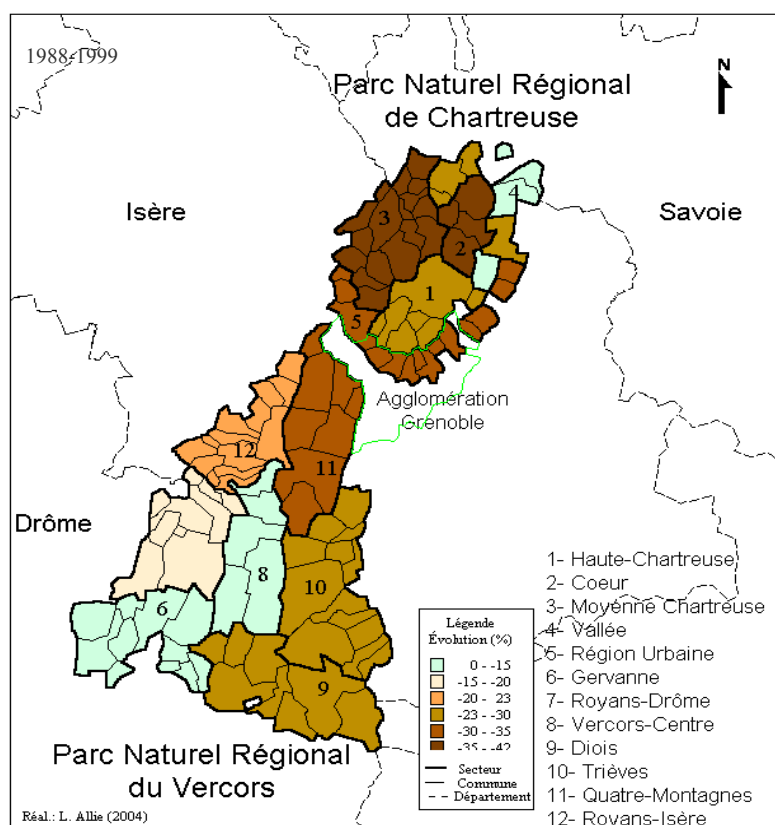 1988-1999
N
Parc Naturel Régional
de Chartreuse
Isère
Savoie
4
3
2
1
5
Agglomération
Grenoble
12
11
Drôme
8
10
6
9
1- Haute-Chartreuse
2- Coeur
3- Moyenne Chartreuse
4- Vallée
5- Région Urbaine
6- Gervanne
7- Royans-Drôme
8- Vercors-Centre
9- Diois
10- Trièves
11- Quatre-Montagnes
12- Royans-Isère
Légende
Évolution (%)
0 - -15
-15 - -20
-20 23
-23 - -30
-30 - -35
-35 - -42
Secteur
Commune
Département
Parc Naturel Régional
du Vercors
Réal.: L. Allie (2004)